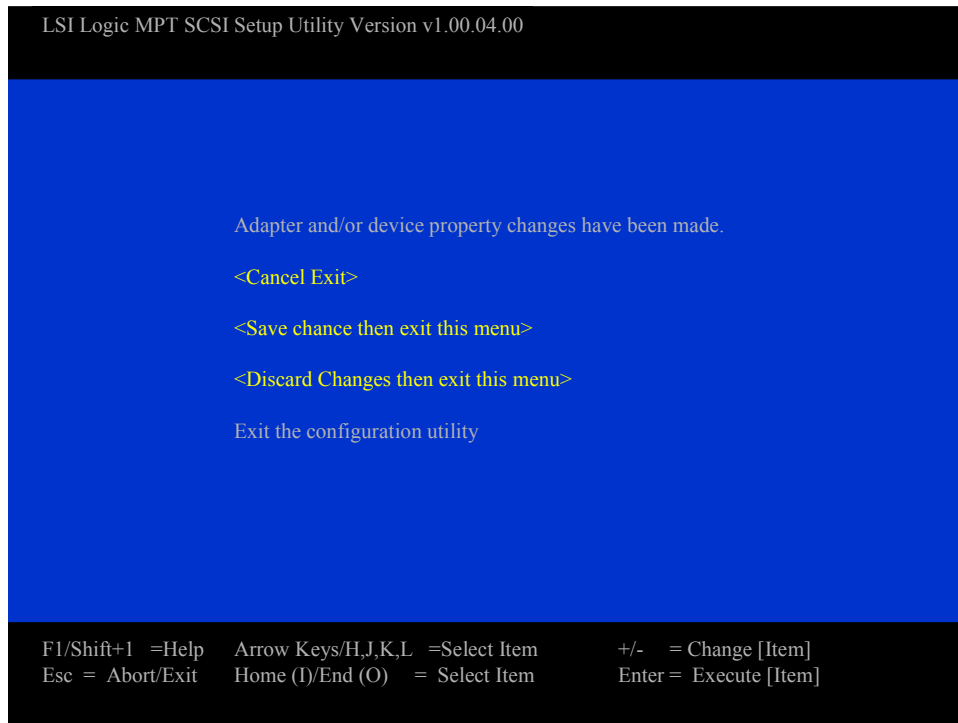 LSI Logic MPT SCSI Setup Utility Version v1.00.04.00
Adapter and/or device property changes have been made.
<Cancel Exit>
<Save chance then exit this menu>
<Discard Changes then exit this menu>
Exit the configuration utility
F1/Shift+1 =Help Arrow Keys/H,J,K,L =Select Item +/- = Change [Item]
Esc = Abort/Exit Home (I)/End (O) = Select Item Enter = Execute [Item]